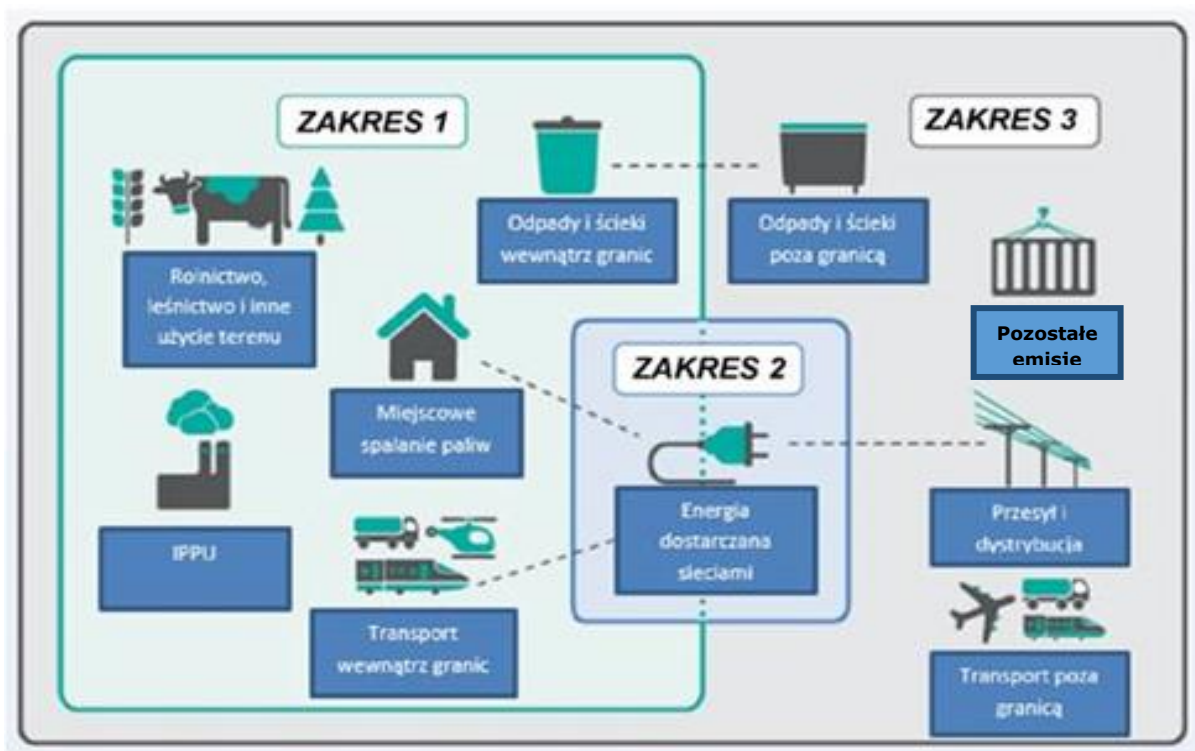 ZAKRES 1
ZAKRES 3
Odpady i ścieki
wewnątrz granic
Odpady i ścieki
poza granicą
Rolnictwo,
leśnictwo i inne
użycie terenu
Pozostałe
emisie
ZAKRES 2
Miejscowe
spalanie paliw
IPPU
Energia
dostarczana
sieciami
Przesył i
dystrybucja
Transport
wewnątrz granic
Transport poza
granicą